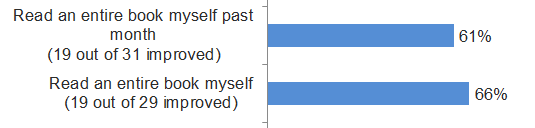 Read an entire book myself past
month
(19 out of 31 improved)
61%
Read an entire book myself
(19 out of 29 improved)
66%